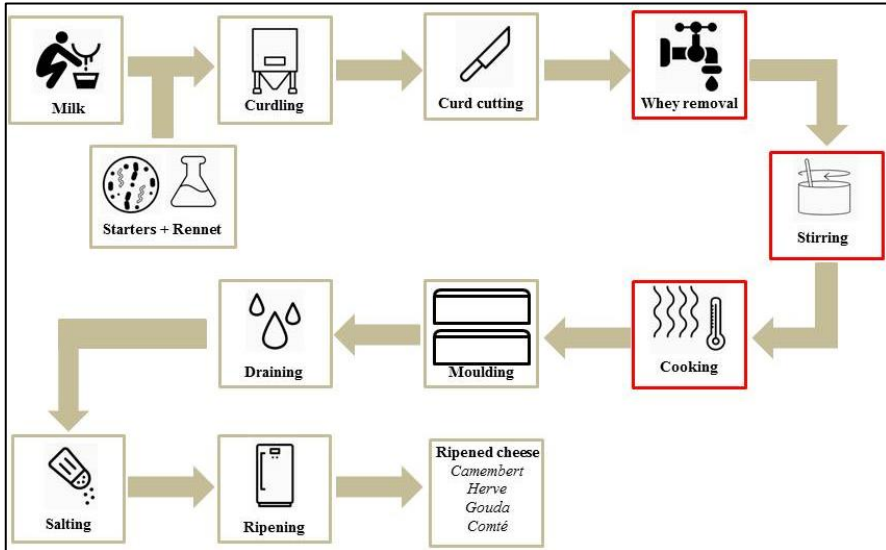 Milk
Starters + Rennet
Curdling
Curd cutting
Whey removal
Stirring
Cooking
Moulding
Draining
Salting
Ripening
Ripened cheese
Camembert
Herve
Gouda
Comté